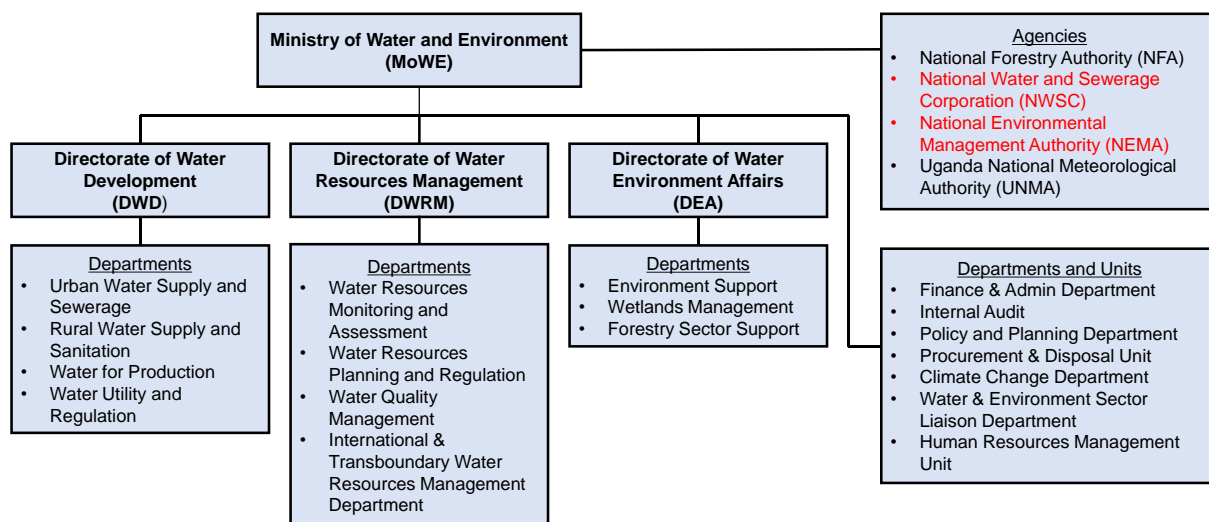 Ministry of Water and Environment
(MoWE)
Agencies
• National Forestry Authority (NFA)
• National Water and Sewerage
Corporation (NWSC)
• National Environmental
Management Authority (NEMA)
• Uganda National Meteorological
Authority (UNMA)
Directorate of Water
Development
(DWD)
Directorate of Water
Resources Management
(DWRM)
Directorate of Water
Environment Affairs
(DEA)
Departments
• Urban Water Supply and
Sewerage
• Rural Water Supply and
Sanitation
• Water for Production
• Water Utility and
Regulation
Departments
• Water Resources
Monitoring and
Assessment
• Water Resources
Planning and Regulation
• Water Quality
Management
• International &
Transboundary Water
Resources Management
Department
Departments
• Environment Support
• Wetlands Management
• Forestry Sector Support
Departments and Units
• Finance & Admin Department
• Internal Audit
• Policy and Planning Department
• Procurement & Disposal Unit
• Climate Change Department
• Water & Environment Sector
Liaison Department
• Human Resources Management
Unit